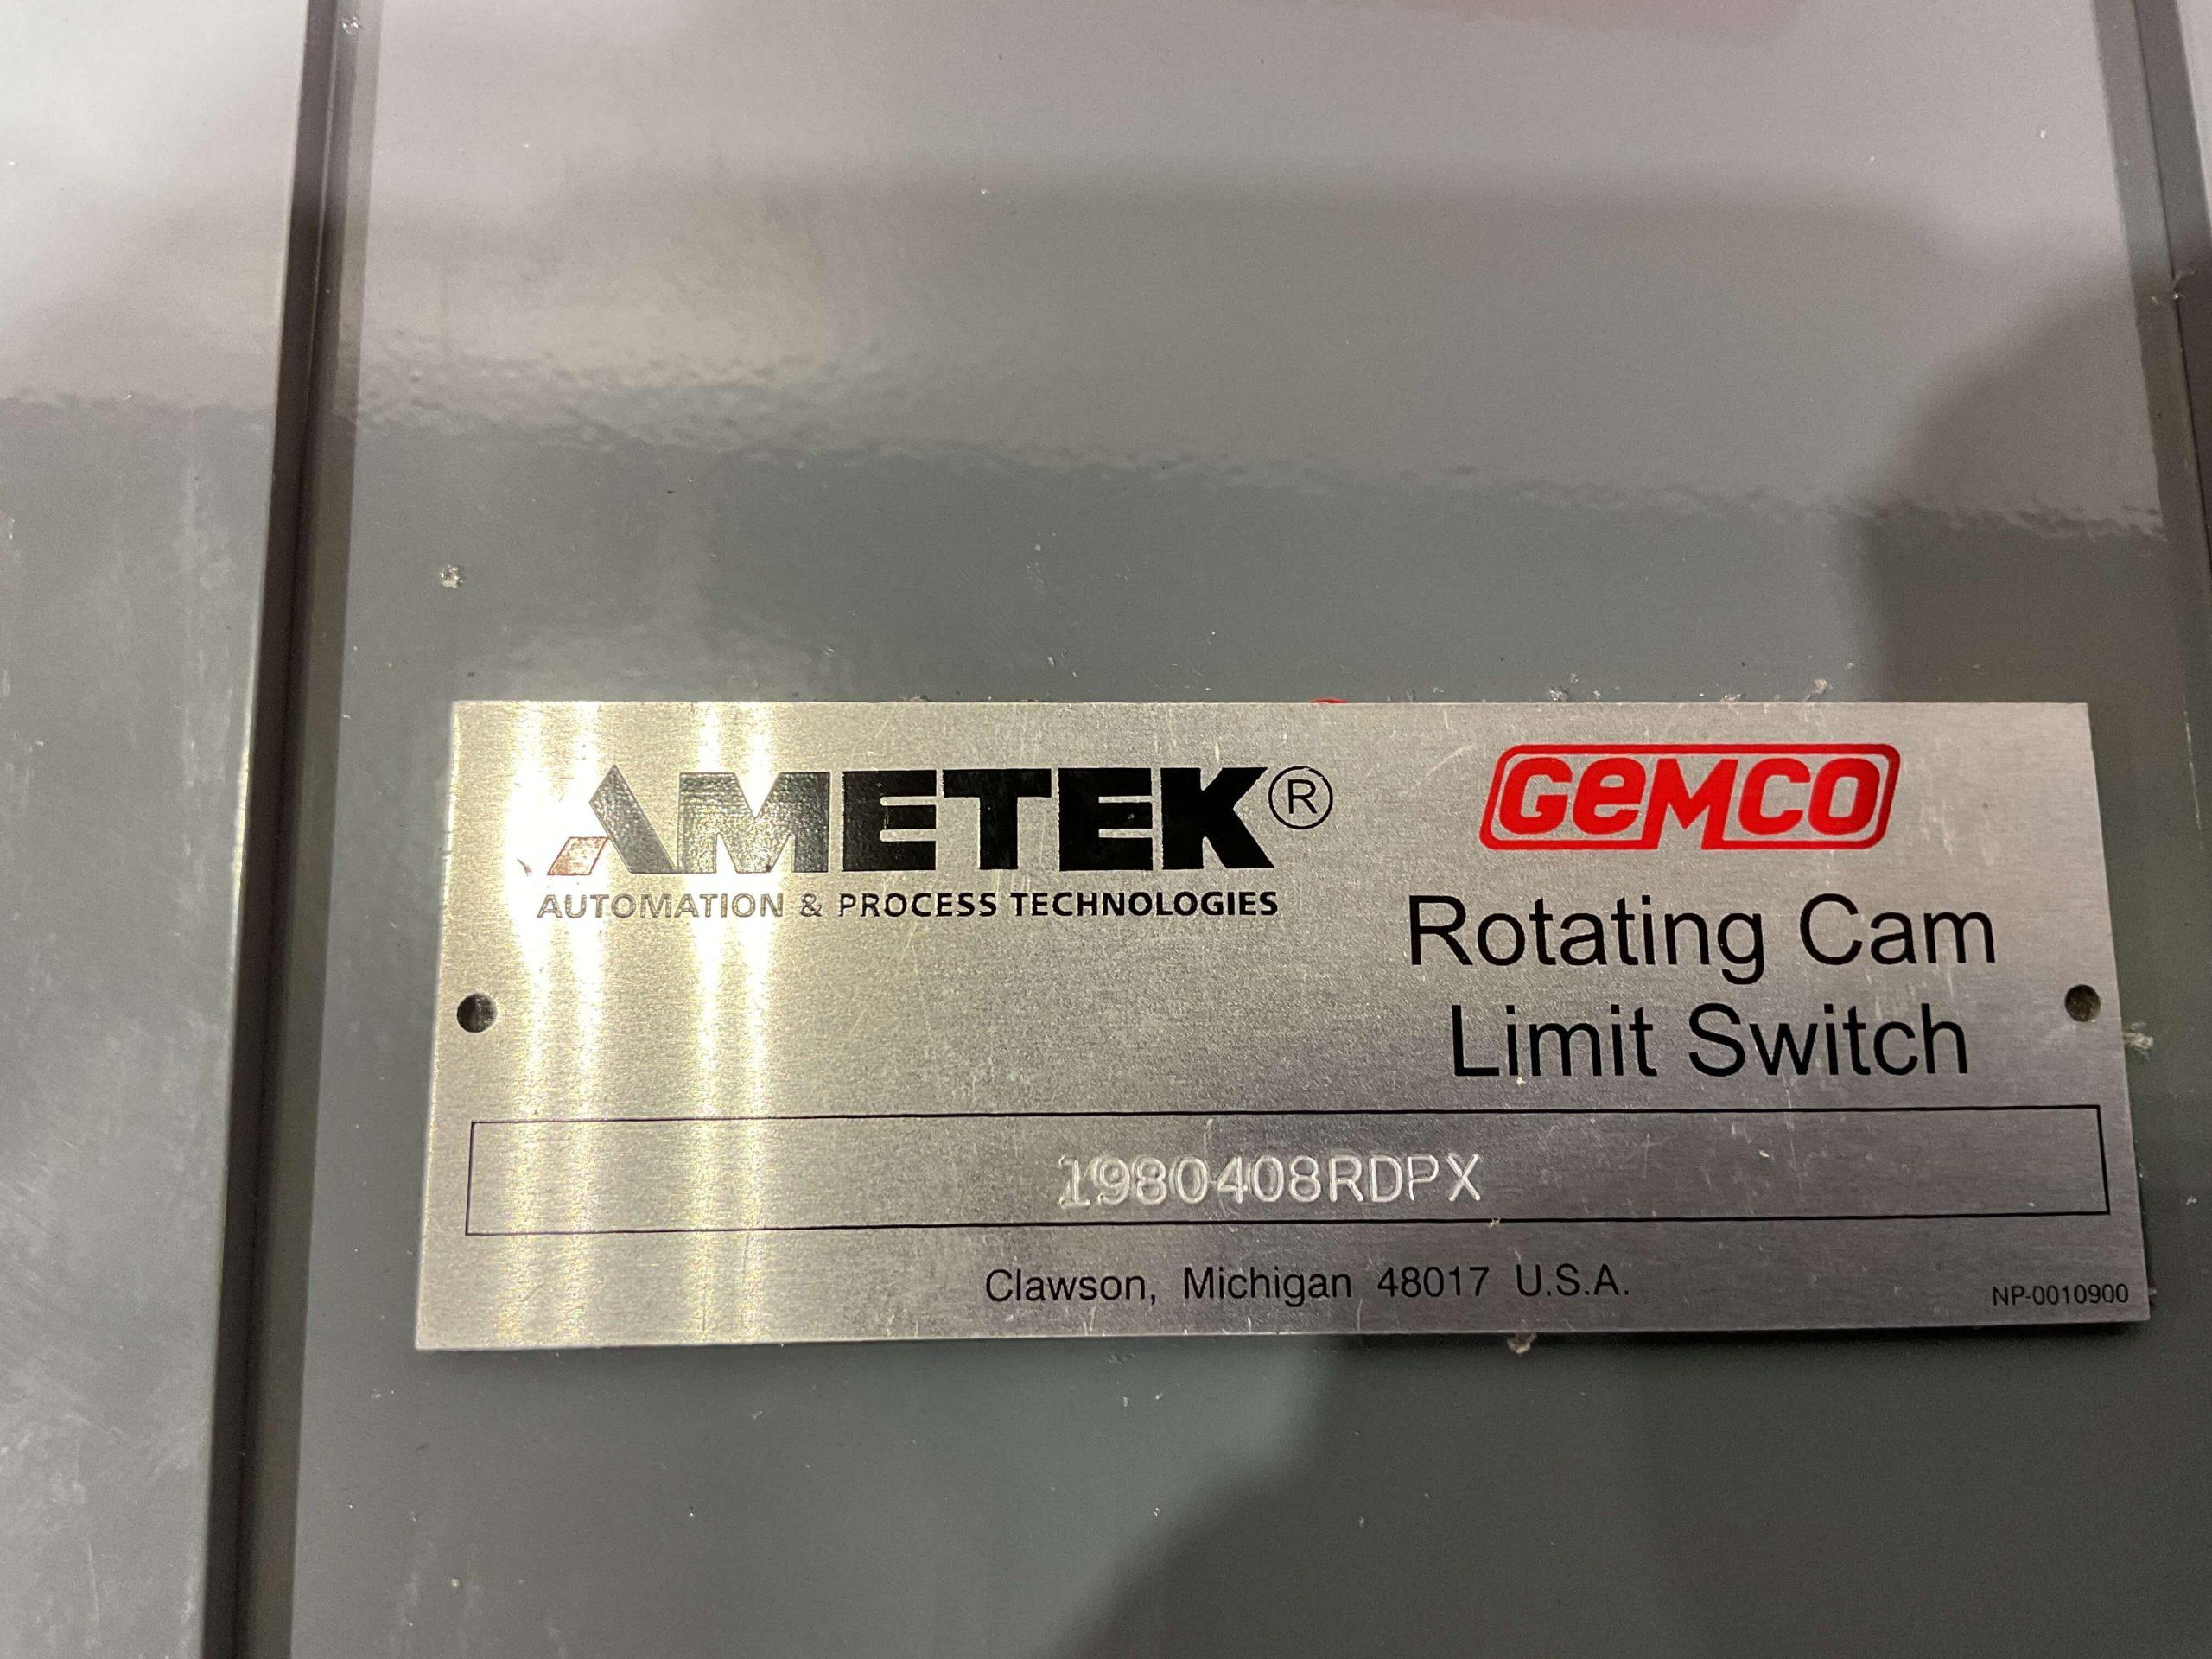 AMETEK®
AUTOMATION & PROCESS TECHNOLOGIES
GEMCO
Rotating Cam
Limit Switch
1980408RDPX
Clawson, Michigan 48017 U.S.A.
NP-0010900